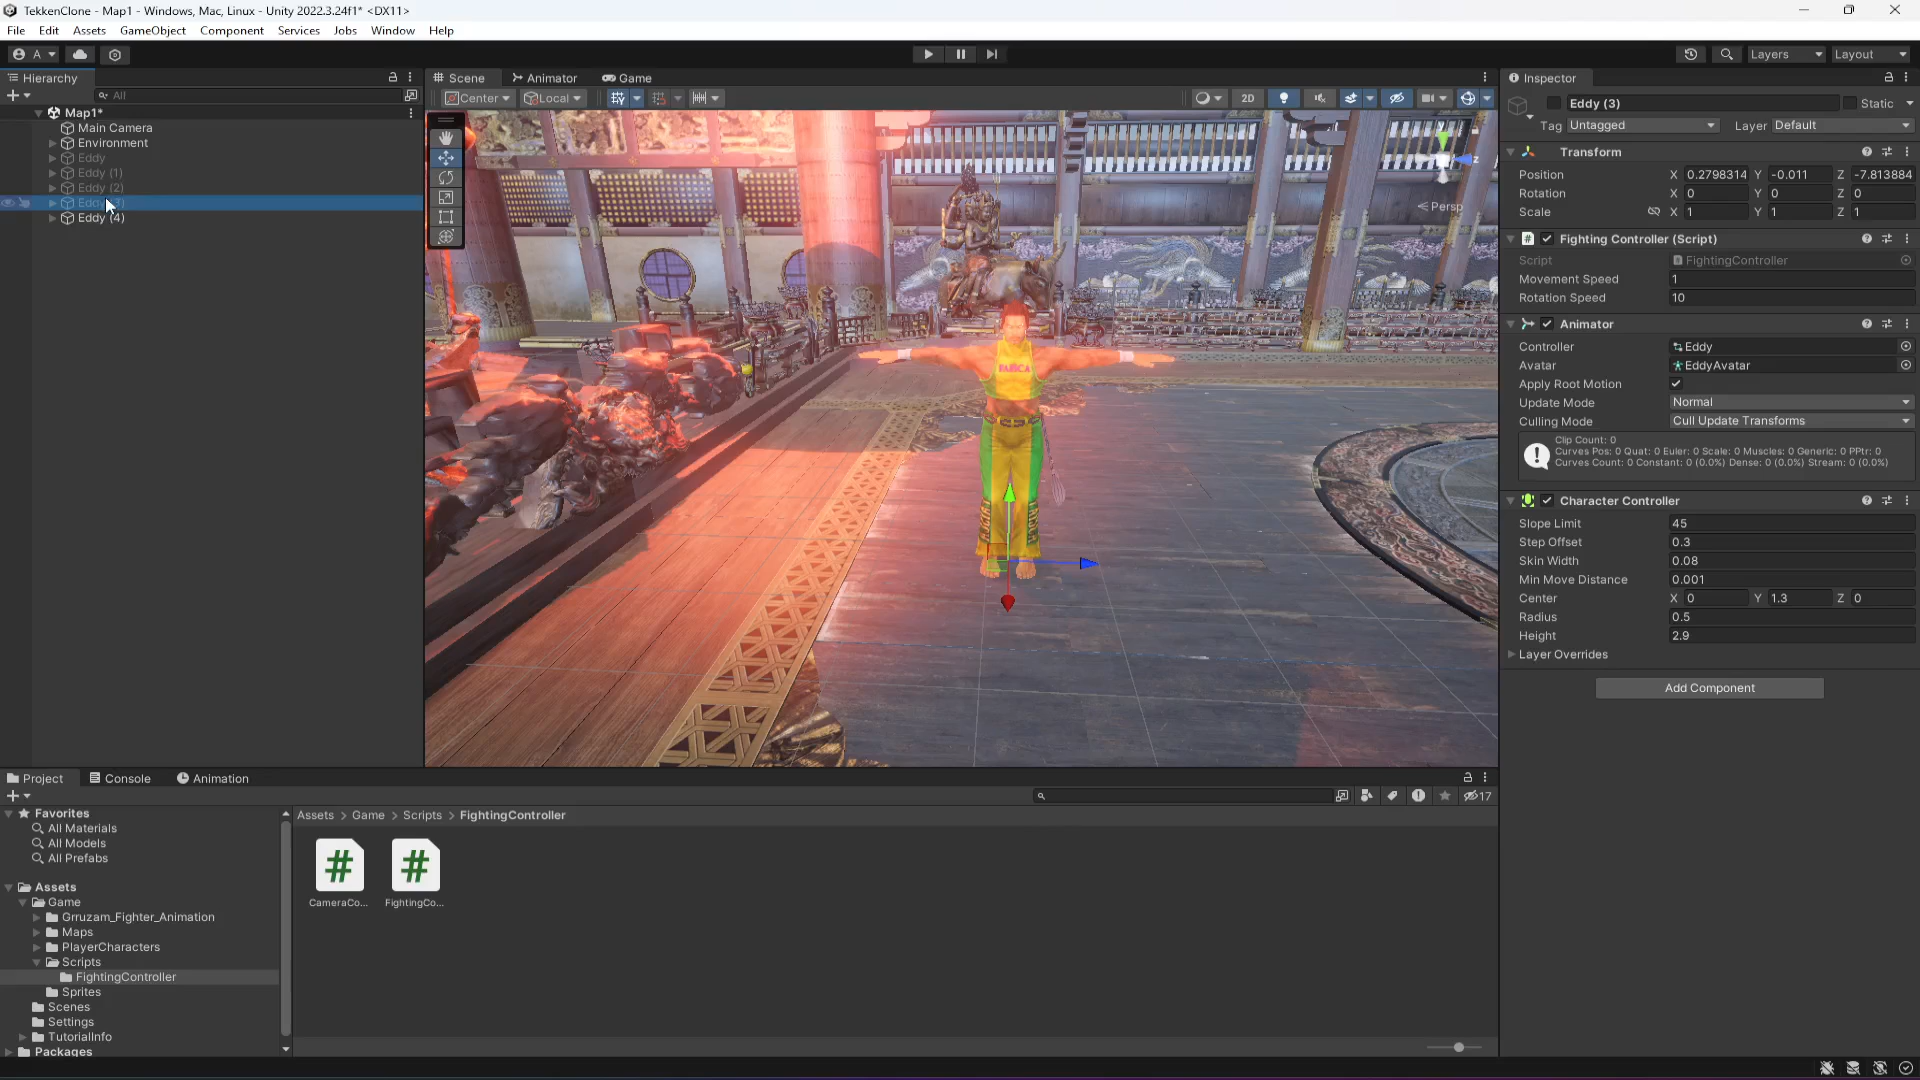 TekkenClone - Map1 - Windows, Mac, Linux - Unity 2022.3.24f1* <DX11>
File Edit Assets GameObject Component Services Jobs Window Help
A Layers Layout
Hierarchy
All
Map1*
Main Camera
Environment
Eddy
Eddy (1)
Eddy (2)
Eddy (3)
Eddy (4)
Scene Animator Game
Center Local 2D
z
Persp
Inspector
Eddy (3) Static
Tag Untagged Layer Default
Transform
Position X 0.2798314 Y -0.011 Z -7.813884
Rotation X 0 Y 0 Z 0
Scale X 1 Y 1 Z 1
# Fighting Controller (Script)
Script FightingController
Movement Speed 1
Rotation Speed 10
Animator
Controller Eddy
Avatar EddyAvatar
Apply Root Motion
Update Mode Normal
Culling Mode Cull Update Transforms
Clip Count: 0
Curves Pos: 0 Quat: 0 Euler: 0 Scale: 0 Muscles: 0 Generic: 0 PPtr: 0
Curves Count: 0 Constant: 0 (0.0%) Dense: 0 (0.0%) Stream: 0 (0.0%)
Character Controller
Slope Limit 45
Step Offset 0.3
Skin Width 0.08
Min Move Distance 0.001
Center X 0 Y 1.3 Z 0
Radius 0.5
Height 2.9
Layer Overrides
Add Component
Project Console Animation
17
Favorites
All Materials
All Models
All Prefabs
Assets
Game
Grruzam_Fighter_Animation
Maps
PlayerCharacters
Scripts
FightingController
Sprites
Scenes
Settings
TutorialInfo
Packages
Assets > Game > Scripts > FightingController
# #
CameraCo... FightingCo...